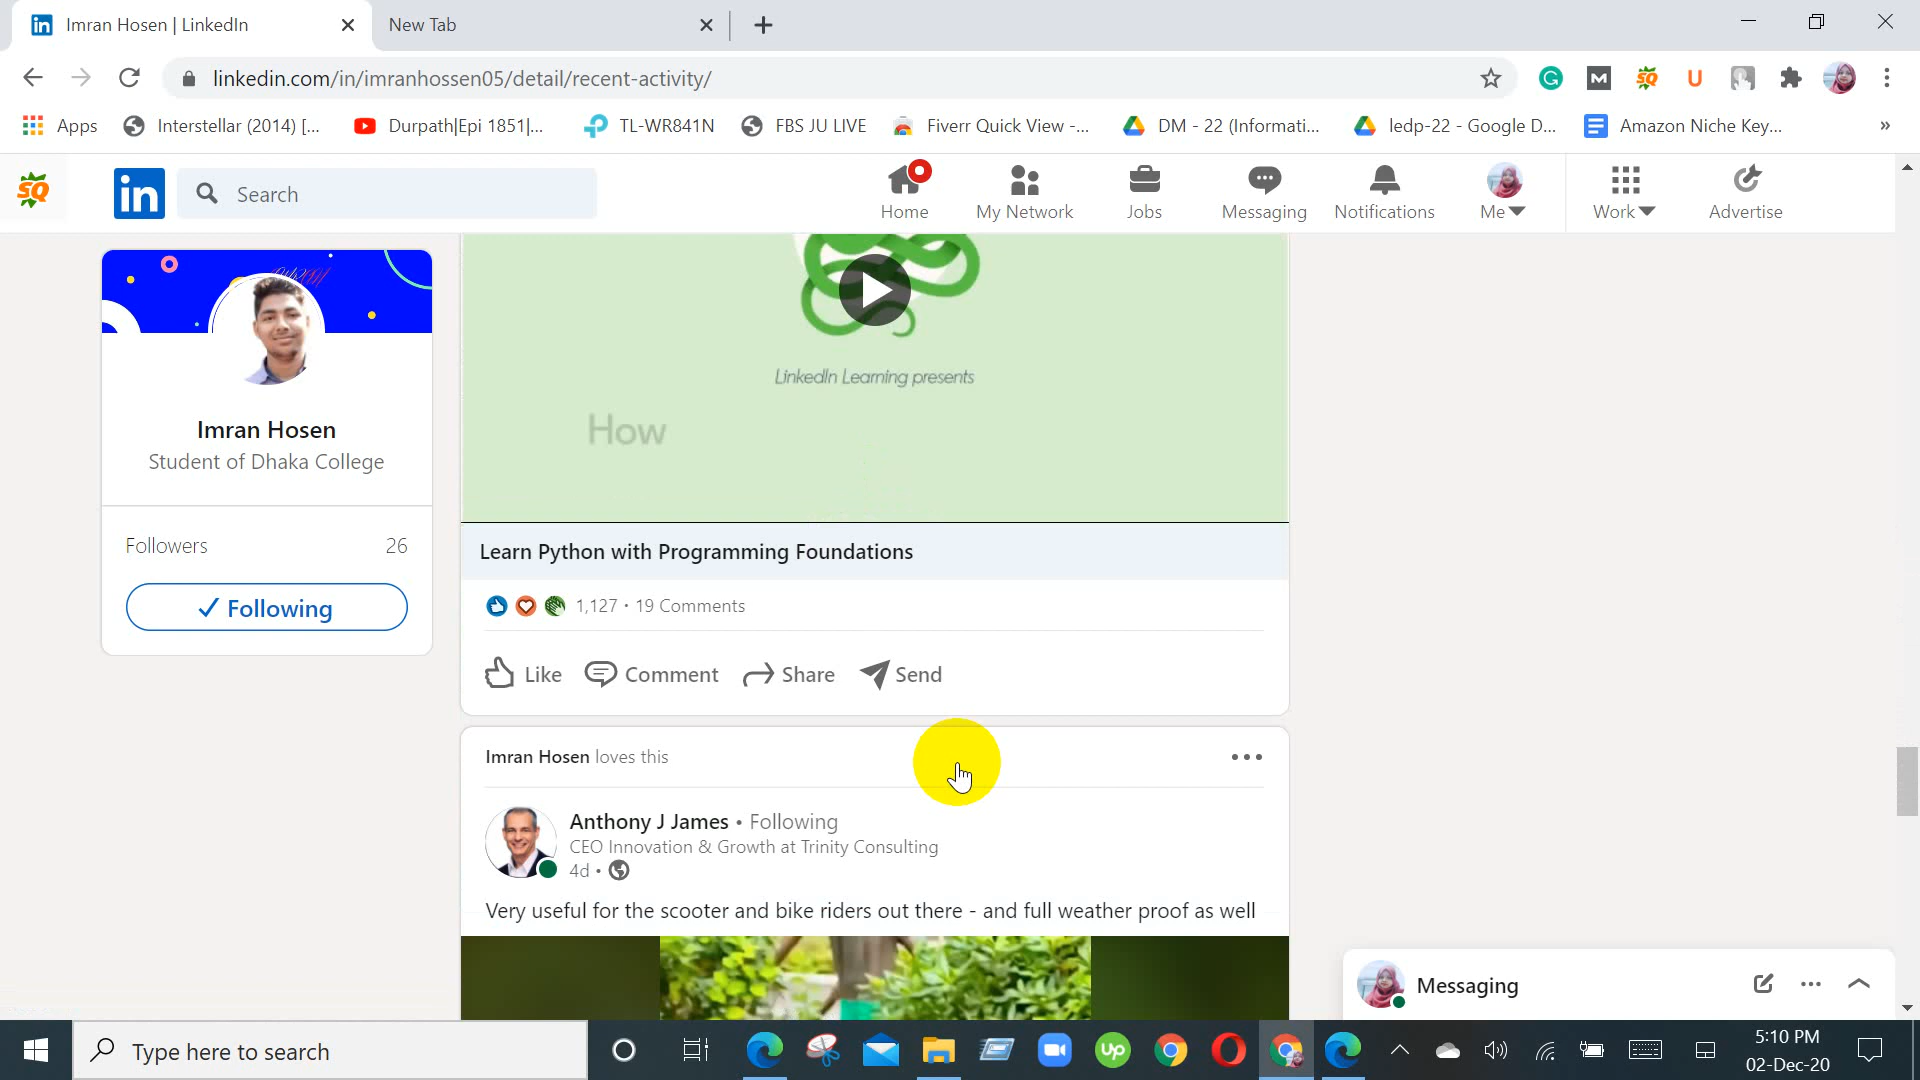 Imran Hosen | LinkedIn
New Tab
linkedin.com/in/imranhossen05/detail/recent-activity/
Apps
Interstellar (2014) [...
Durpath|Epi 1851|...
TL-WR841N
FBS JU LIVE
Fiverr Quick View -...
DM - 22 (Informati...
ledp-22 - Google D...
Amazon Niche Key...
»
SQ
in
Search
Home
My Network
Jobs
Messaging
Notifications
Me
Work
Advertise
Imran Hosen
Student of Dhaka College
Followers 26
Following
LinkedIn Learning presents
How
Learn Python with Programming Foundations
1,127 • 19 Comments
Like
Comment
Share
Send
Imran Hosen loves this
Anthony J James • Following
CEO Innovation & Growth at Trinity Consulting
4d •
Very useful for the scooter and bike riders out there - and full weather proof as well
Messaging
Type here to search
up
5:10 PM
02-Dec-20